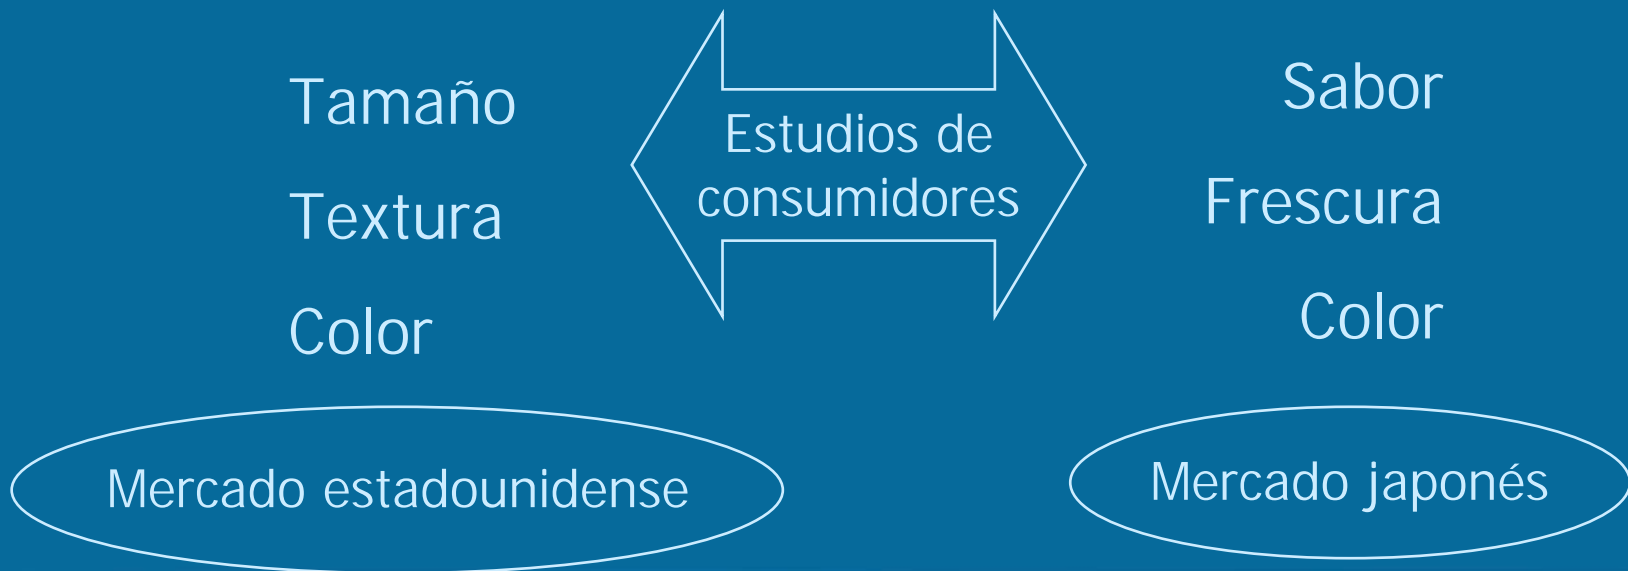 Tamaño
Textura
Color
Estudios de
consumidores
Sabor
Frescura
Color
Mercado estadounidense
Mercado japonés